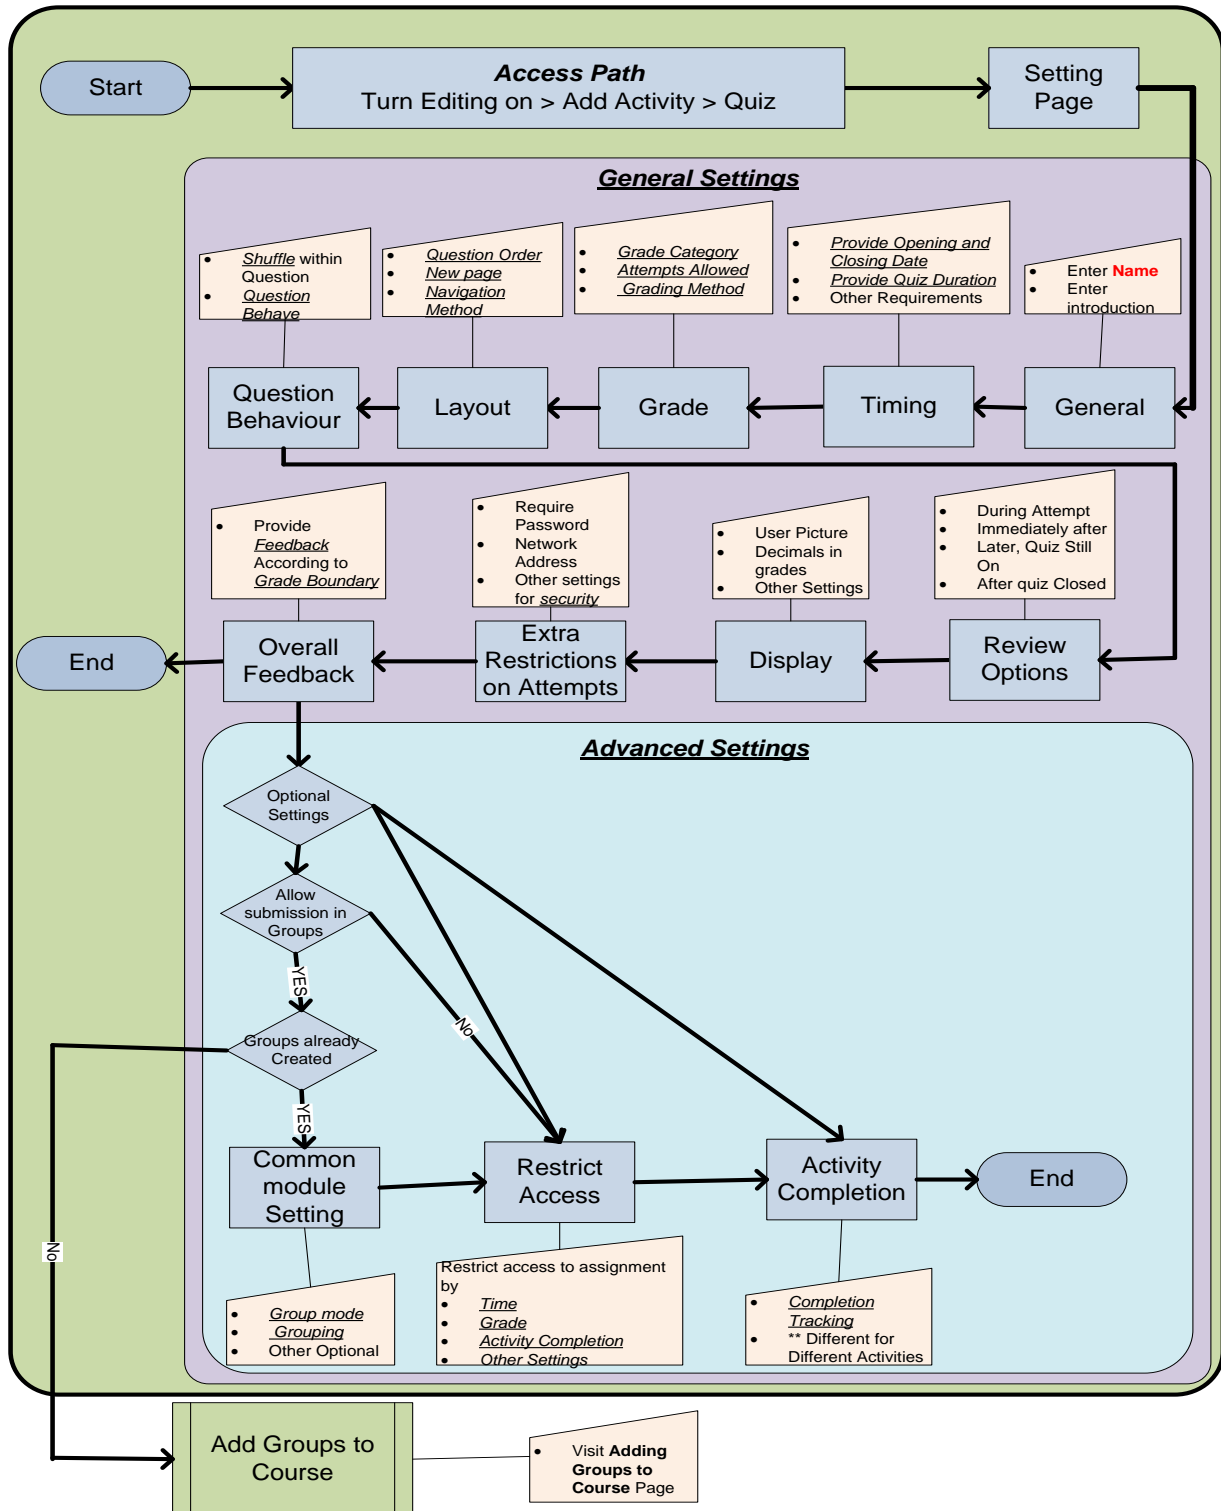 Start
Access Path
Turn Editing on > Add Activity > Quiz
Setting
Page
General Settings
• Shuffle within
Question
• Question
Behave
• Question Order
• New page
• Navigation
Method
• Grade Category
• Attempts Allowed
• Grading Method
• Provide Opening and
Closing Date
• Provide Quiz Duration
• Other Requirements
• Enter Name
• Enter
introduction
Question
Behaviour
Layout
Grade
Timing
General
• Provide
Feedback
According to
Grade Boundary
• Require
Password
• Network
Address
• Other settings
for security
• User Picture
• Decimals in
grades
• Other Settings
• During Attempt
• Immediately after
• Later, Quiz Still
On
• After quiz Closed
End
Overall
Feedback
Extra
Restrictions
on Attempts
Display
Review
Options
Advanced Settings
Optional
Settings
Allow
submission in
Groups
YES
No
Groups already
Created
YES
Common
module
Setting
Restrict
Access
Activity
Completion
End
No
• Group mode
• Grouping
• Other Optional
Restrict access to assignment
by
• Time
• Grade
• Activity Completion
• Other Settings
• Completion
Tracking
• ** Different for
Different Activities
Add Groups to
Course
• Visit Adding
Groups to
Course Page